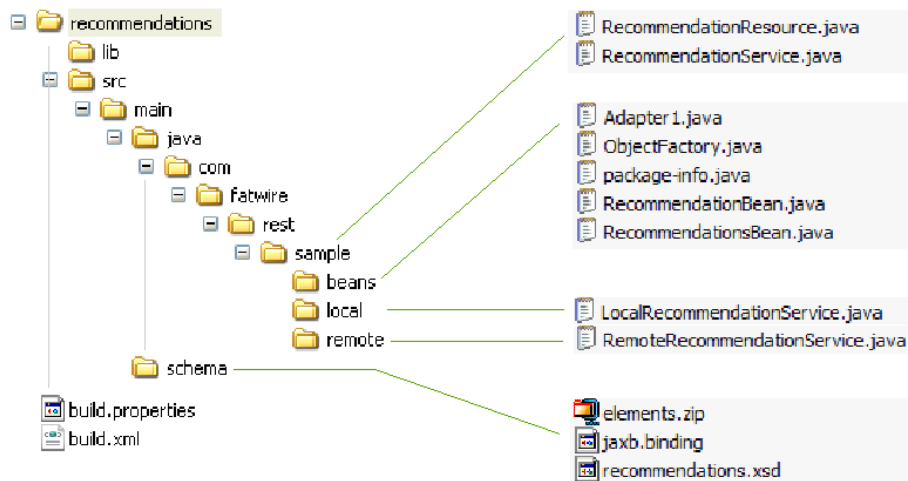 recommendations
lib
src
main
java
com
fatwire
rest
sample
beans
local
remote
schema
build.properties
build.xml
RecommendationResource.java
RecommendationService.java
Adapter1.java
ObjectFactory.java
package-info.java
RecommendationBean.java
RecommendationsBean.java
LocalRecommendationService.java
RemoteRecommendationService.java
elements.zip
jaxb.binding
recommendations.xsd